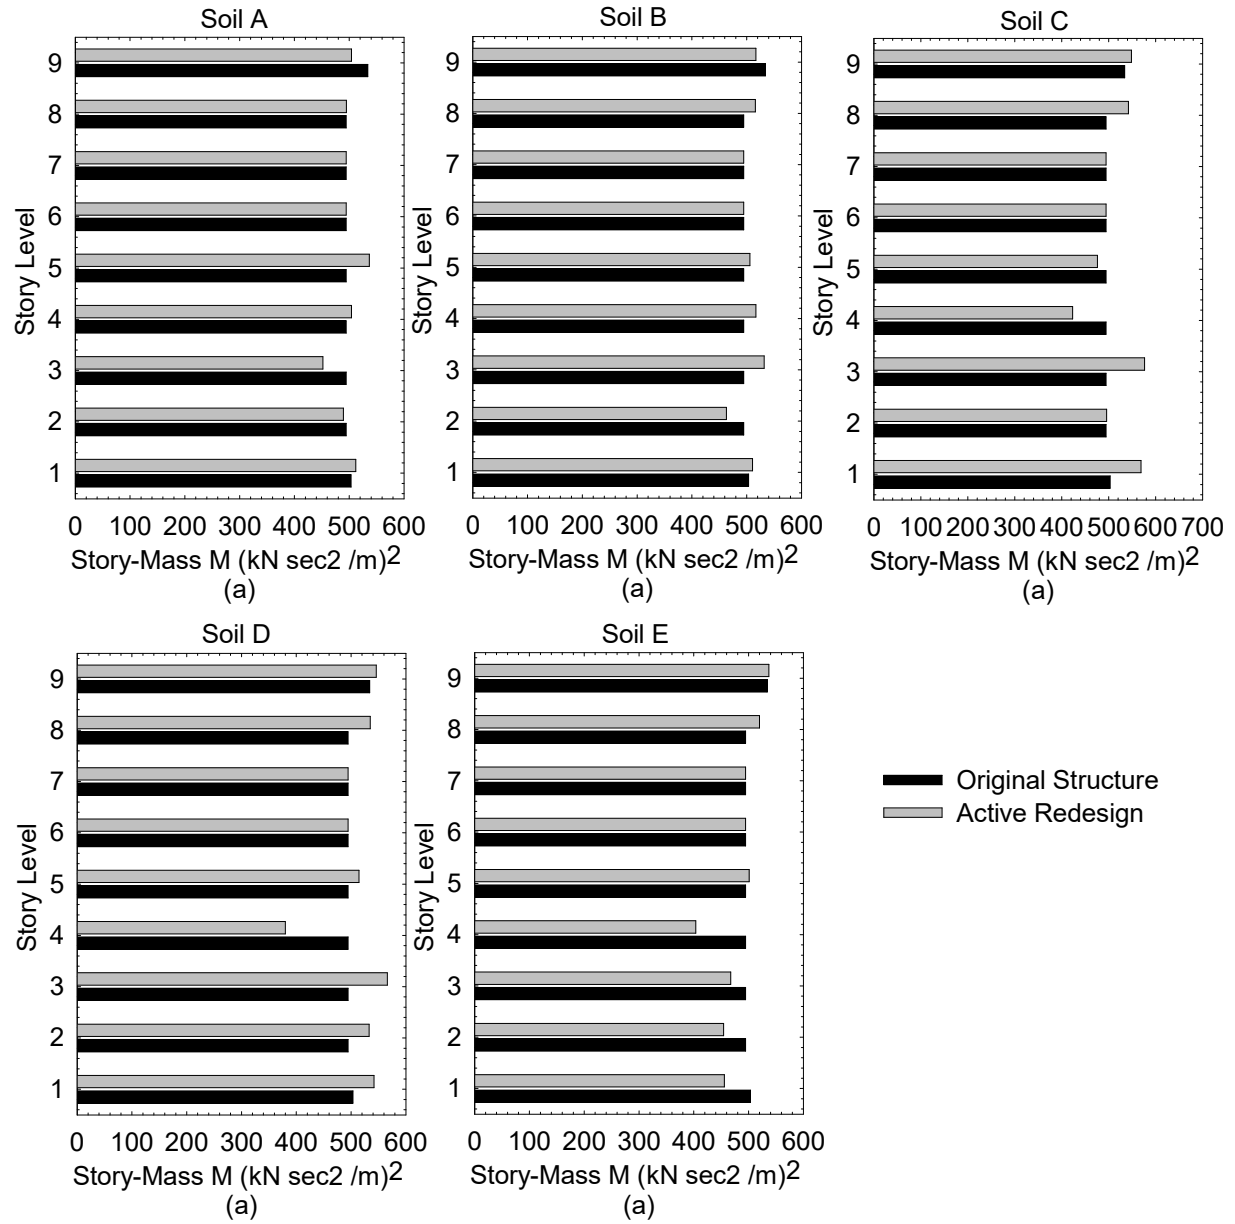 Soil A
9
8
7
6
5
4
3
2
1
Story Level
0 100 200 300 400 500 600
Story-Mass M (kN sec2 /m)2
(a)
Soil B
9
8
7
6
5
4
3
2
1
Story Level
0 100 200 300 400 500 600
Story-Mass M (kN sec2 /m)2
(a)
Soil C
9
8
7
6
5
4
3
2
1
Story Level
0 100 200 300 400 500 600 700
Story-Mass M (kN sec2 /m)2
(a)
Soil D
9
8
7
6
5
4
3
2
1
Story Level
0 100 200 300 400 500 600
Story-Mass M (kN sec2 /m)2
(a)
Soil E
9
8
7
6
5
4
3
2
1
Story Level
0 100 200 300 400 500 600
Story-Mass M (kN sec2 /m)2
(a)
Original Structure
Active Redesign